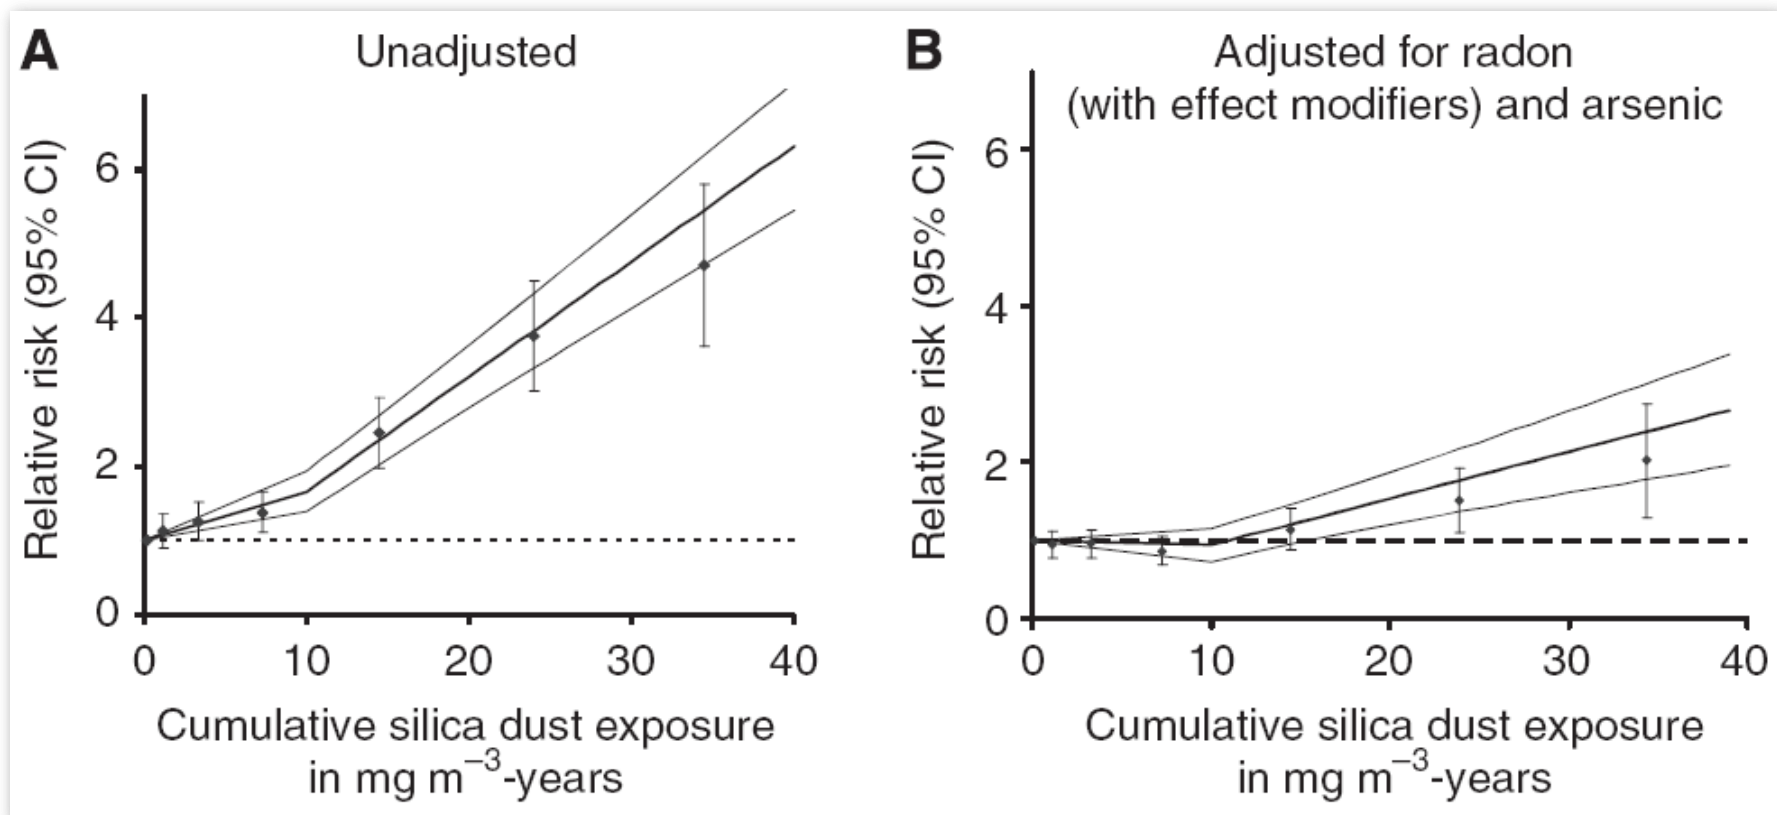 A
Unadjusted
Relative risk (95% CI)
6
4
2
0
0 10 20 30 40
Cumulative silica dust exposure
in mg m⁻³-years
B
Adjusted for radon
(with effect modifiers) and arsenic
Relative risk (95% CI)
6
4
2
0
0 10 20 30 40
Cumulative silica dust exposure
in mg m⁻³-years